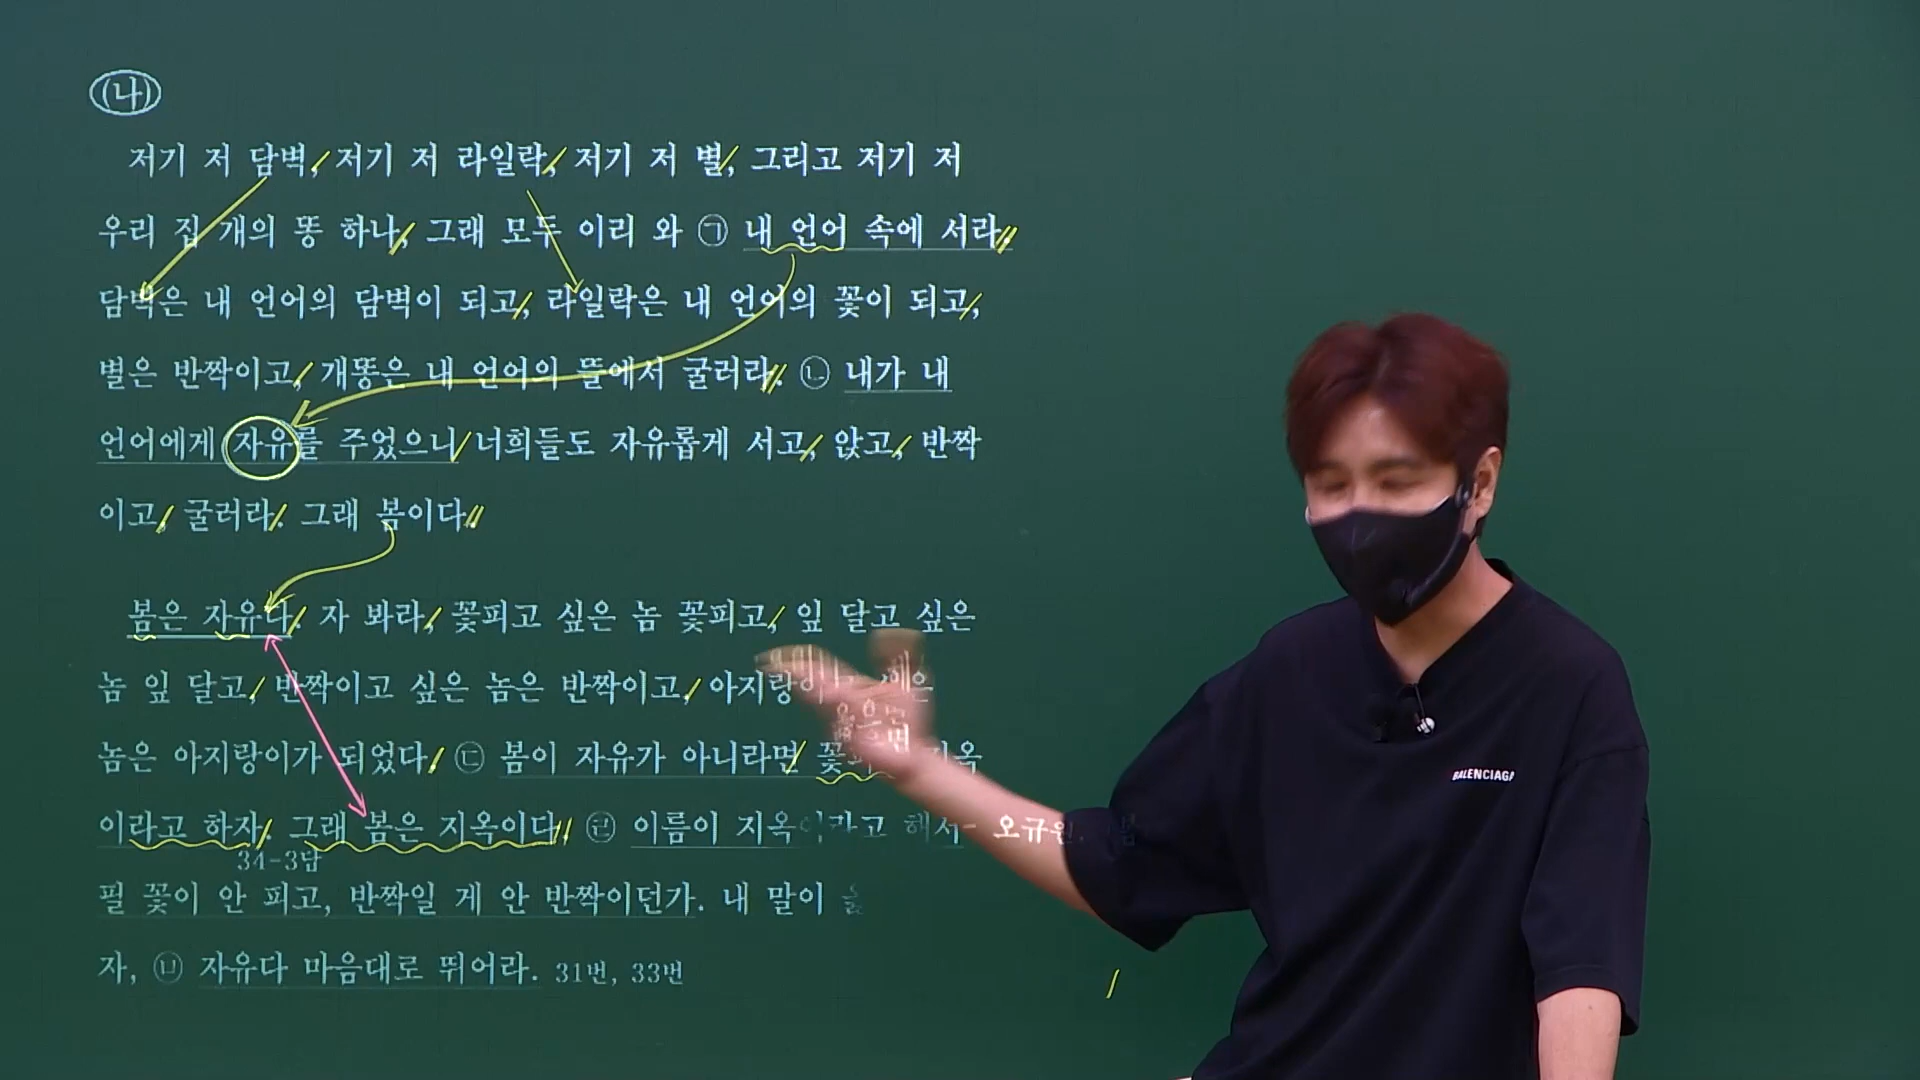 (나)
저기 저 담벽, 저기 저 라일락, 저기 저 별, 그리고 저기 저
우리 집 개의 똥 하나, 그래 모두 이리 와 ㉠ 내 언어 속에 서라.
담벽은 내 언어의 담벽이 되고, 라일락은 내 언어의 꽃이 되고,
별은 반짝이고, 개똥은 내 언어의 뜰에서 굴러라. ㉡ 내가 내
언어에게 자유를 주었으니 너희들도 자유롭게 서고, 앉고, 반짝
이고, 굴러라. 그래 봄이다.
봄은 자유다. 자 봐라, 꽃피고 싶은 놈 꽃피고, 잎 달고 싶은
놈 잎 달고, 반짝이고 싶은 놈은 반짝이고, 아지랑이
놈은 아지랑이가 되었다. ㉢ 봄이 자유가 아니라면 지옥
이라고 하자. 그래 봄은 지옥이다. ㉣ 이름이 지옥이라고 해서 - 오규원,
34-3답
필 꽃이 안 피고, 반짝일 게 안 반짝이던가. 내 말이
자, ㉤ 자유다 마음대로 뛰어라. 31번, 33번
BALENCIAGA